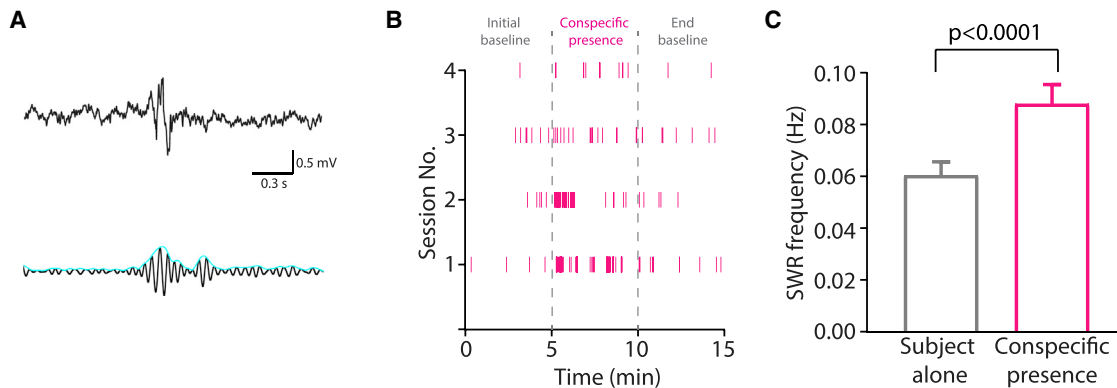 A
0.5 mV
0.3 s
B
Initial baseline
Conspecific presence
End baseline
Session No.
4
3
2
1
0
5
10
15
Time (min)
C
p<0.0001
SWR frequency (Hz)
0.10
0.08
0.06
0.04
0.02
0.00
Subject alone
Conspecific presence